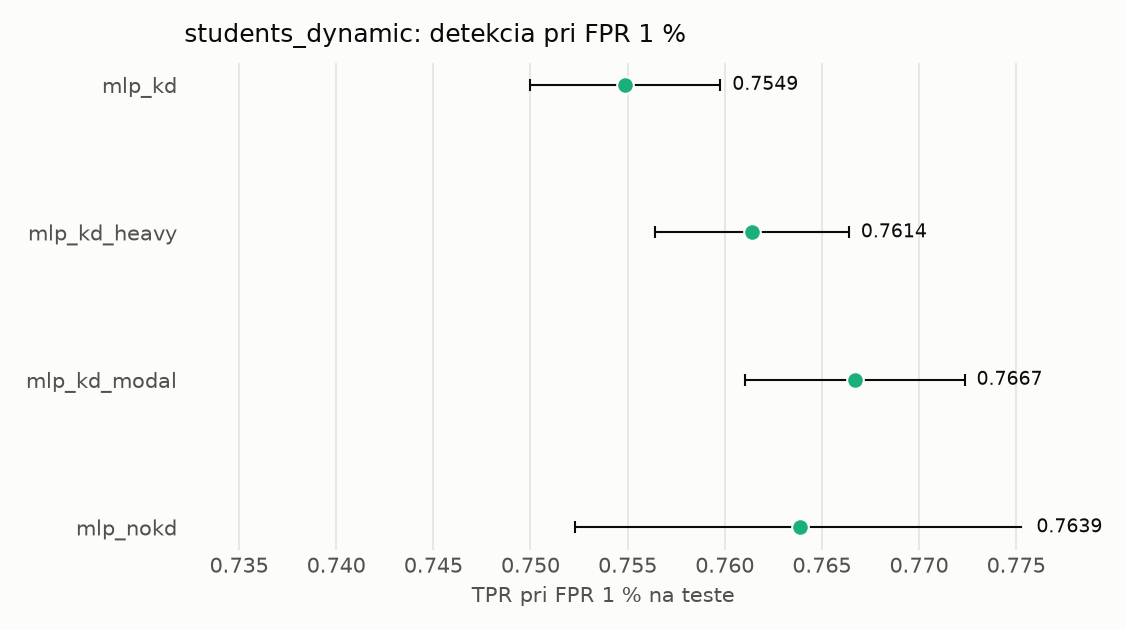 students_dynamic: detekcia pri FPR 1 %
mlp_kd
0.7549
mlp_kd_heavy
0.7614
mlp_kd_modal
0.7667
mlp_nokd
0.7639
0.735 0.740 0.745 0.750 0.755 0.760 0.765 0.770 0.775
TPR pri FPR 1 % na teste